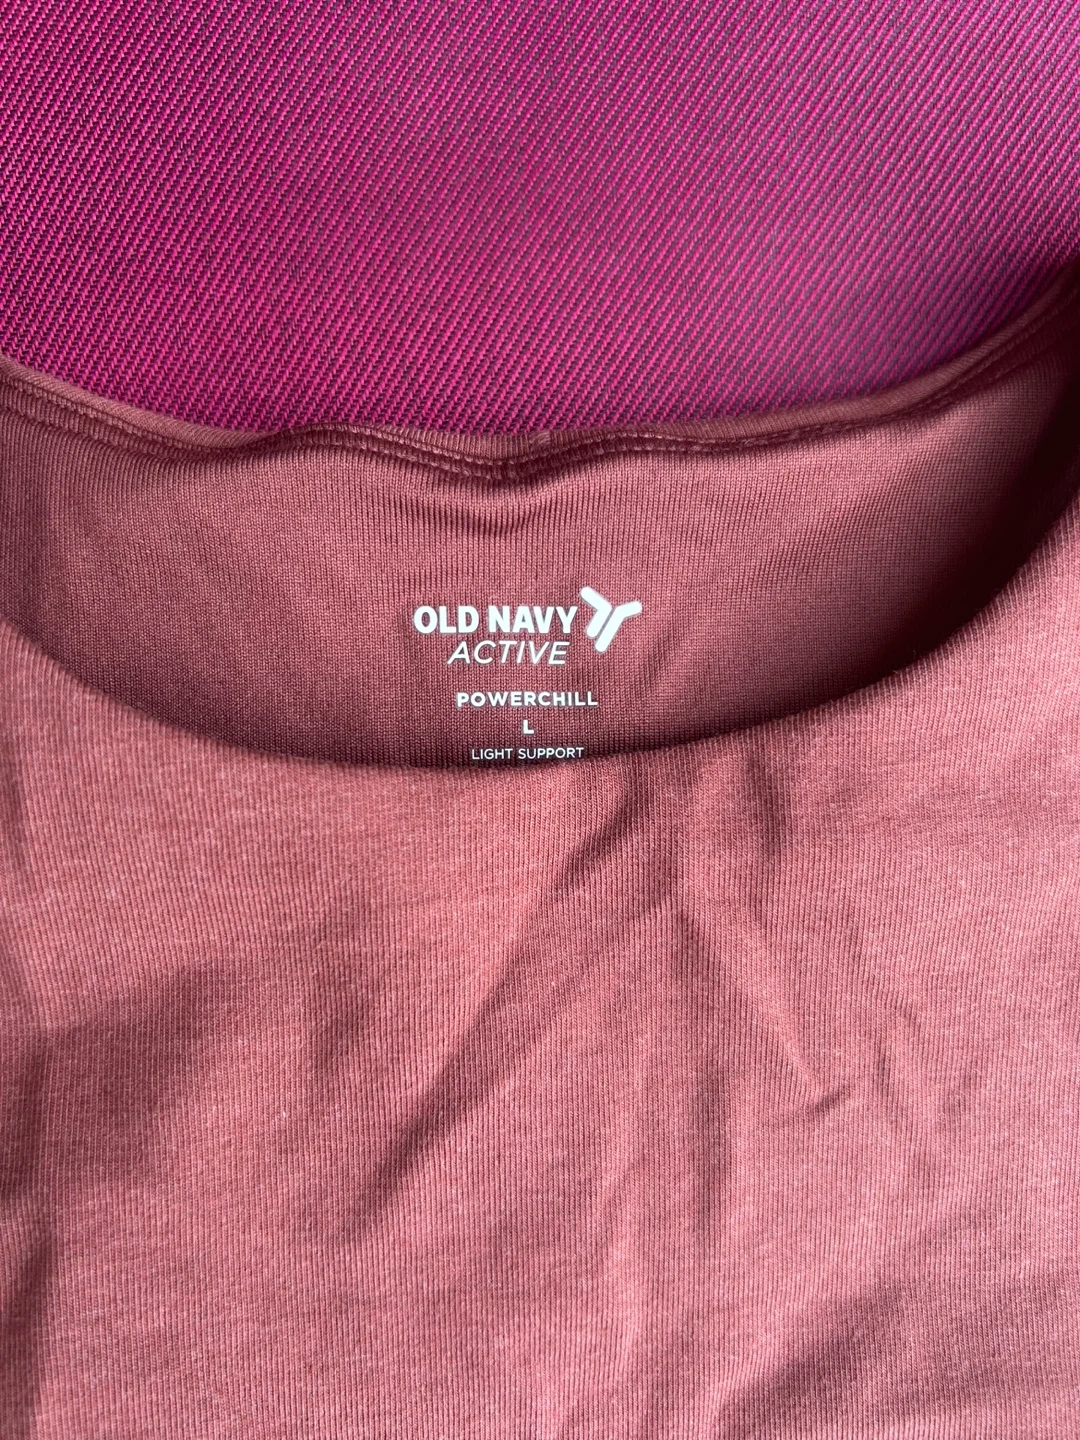 OLD NAVY
ACTIVE
POWERCHILL
L
LIGHT SUPPORT